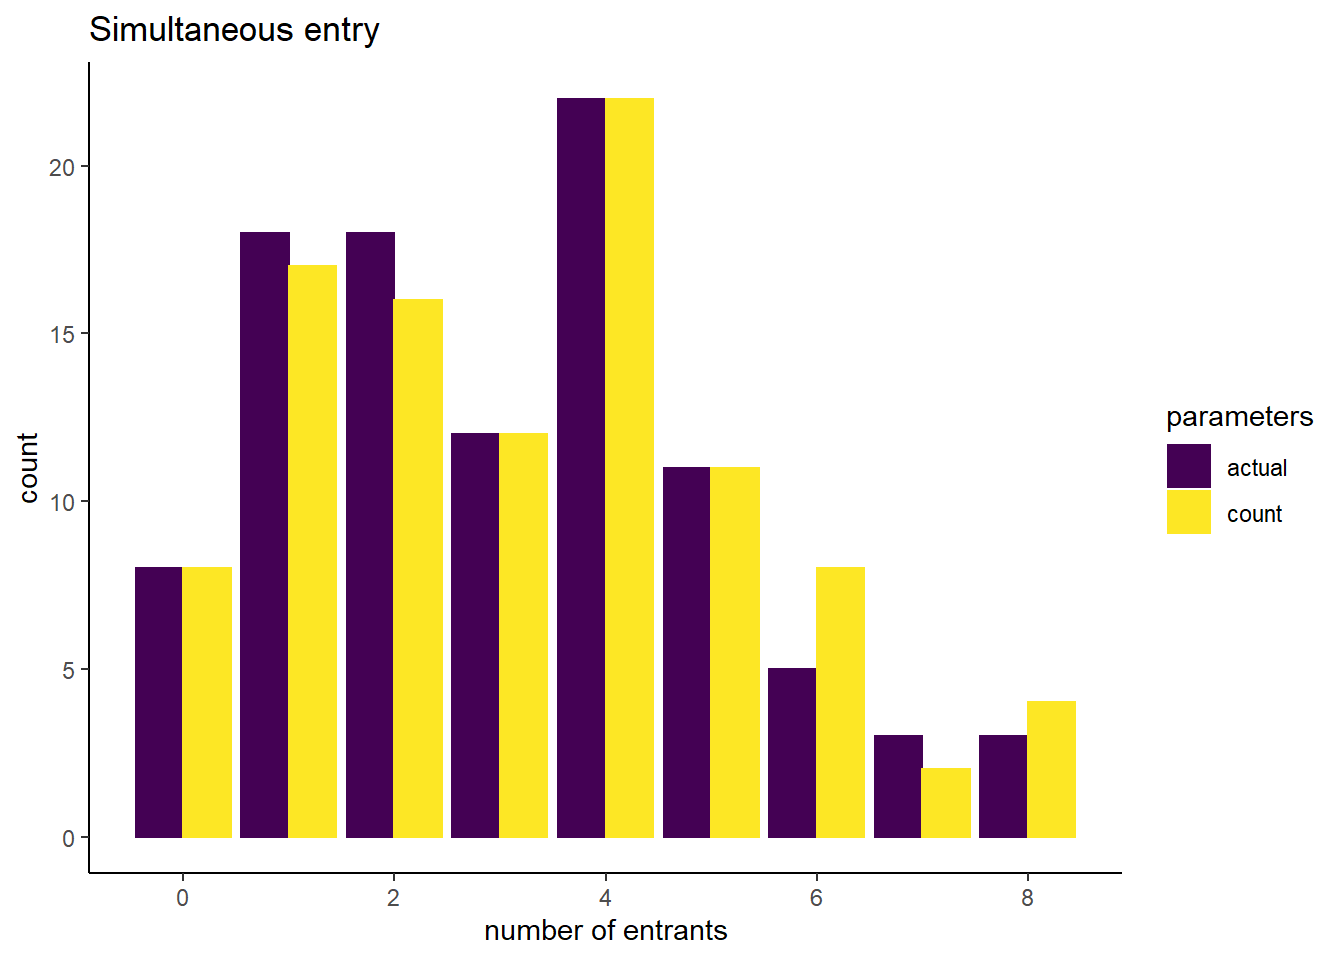 Simultaneous entry
count
20
15
10
5
0
0 2 4 6 8
number of entrants
parameters
actual
count